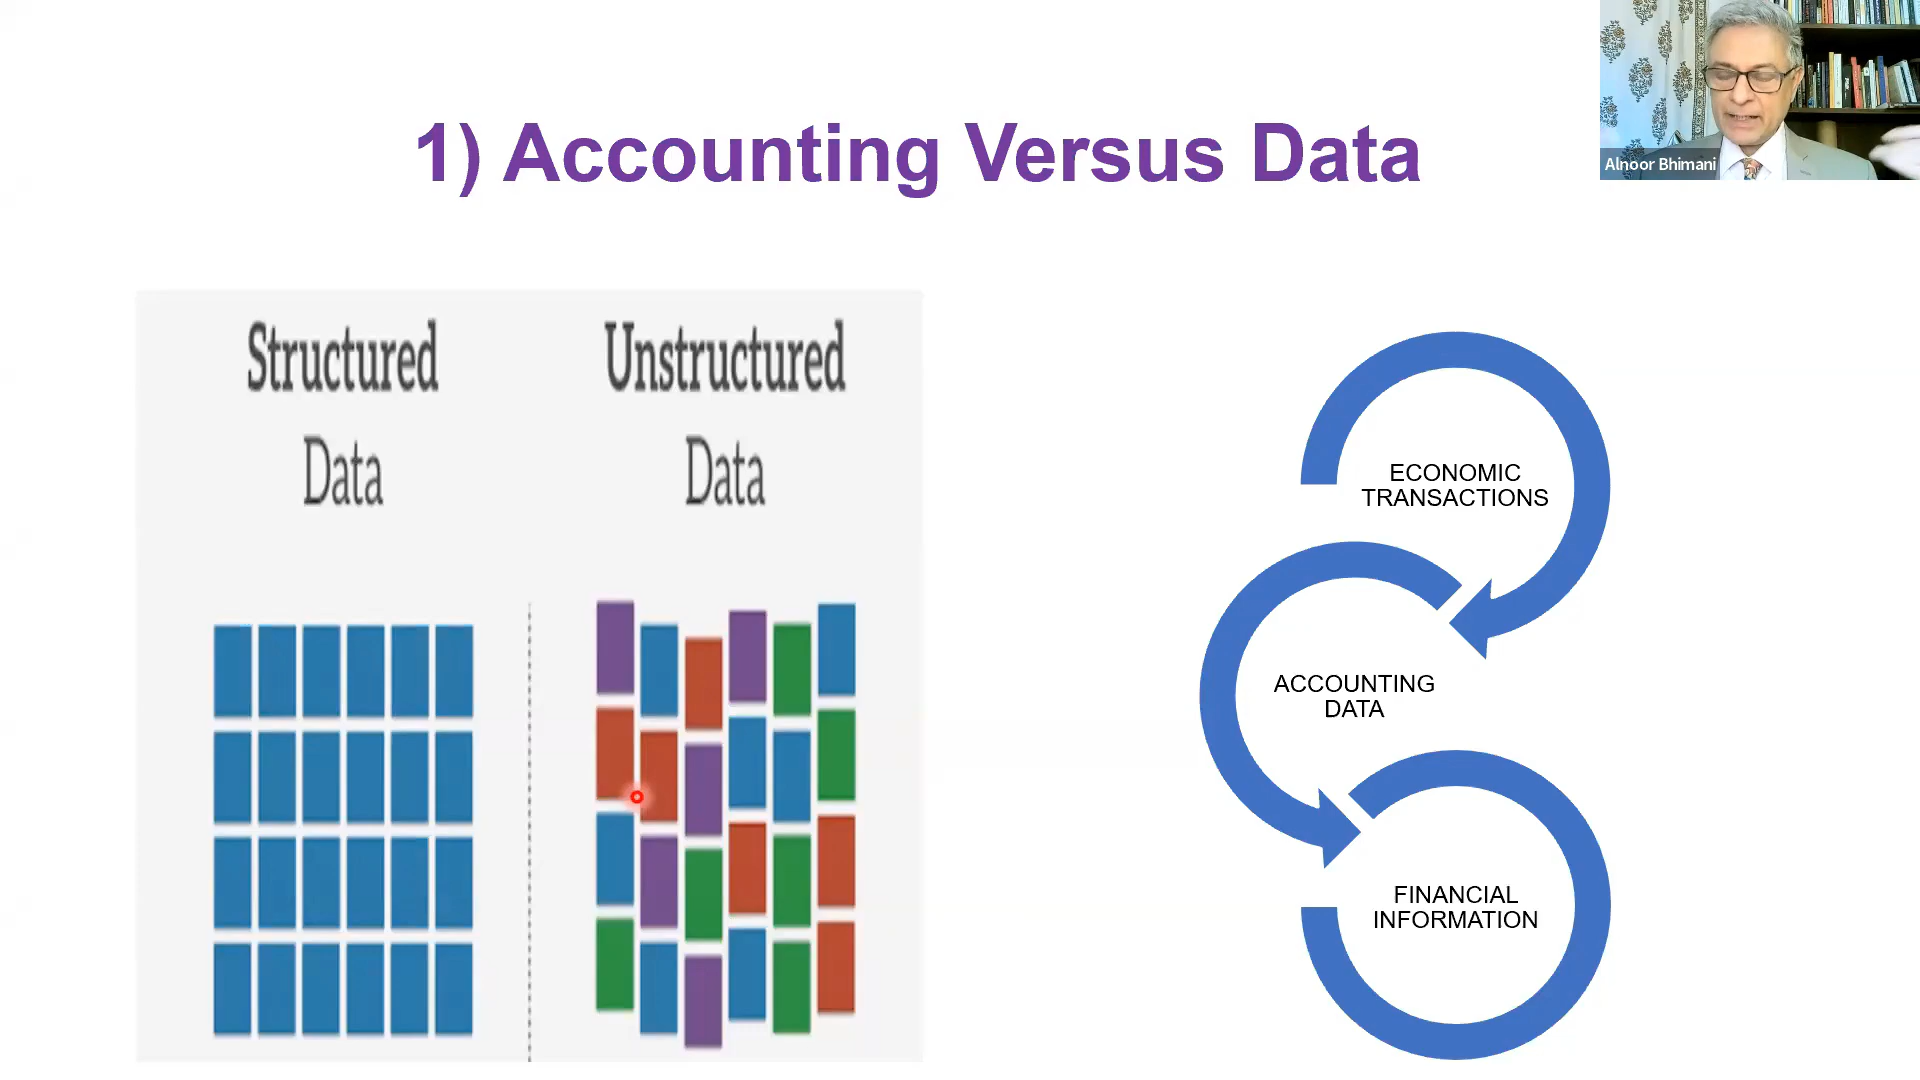 1) Accounting Versus Data
Alnoor Bhimani
Structured
Data
Unstructured
Data
ECONOMIC
TRANSACTIONS
ACCOUNTING
DATA
FINANCIAL
INFORMATION